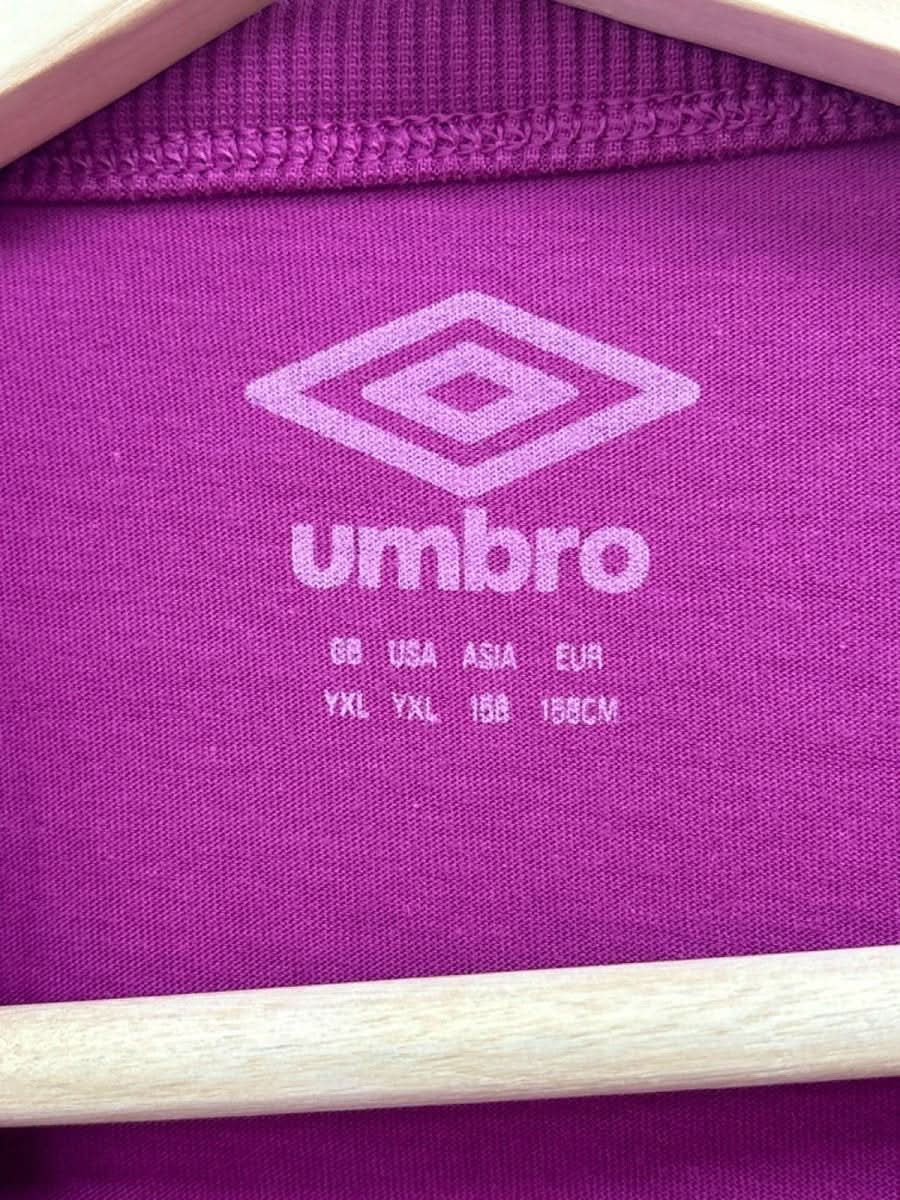 umbro
GB USA ASIA EUR
YXL YXL 158 158CM